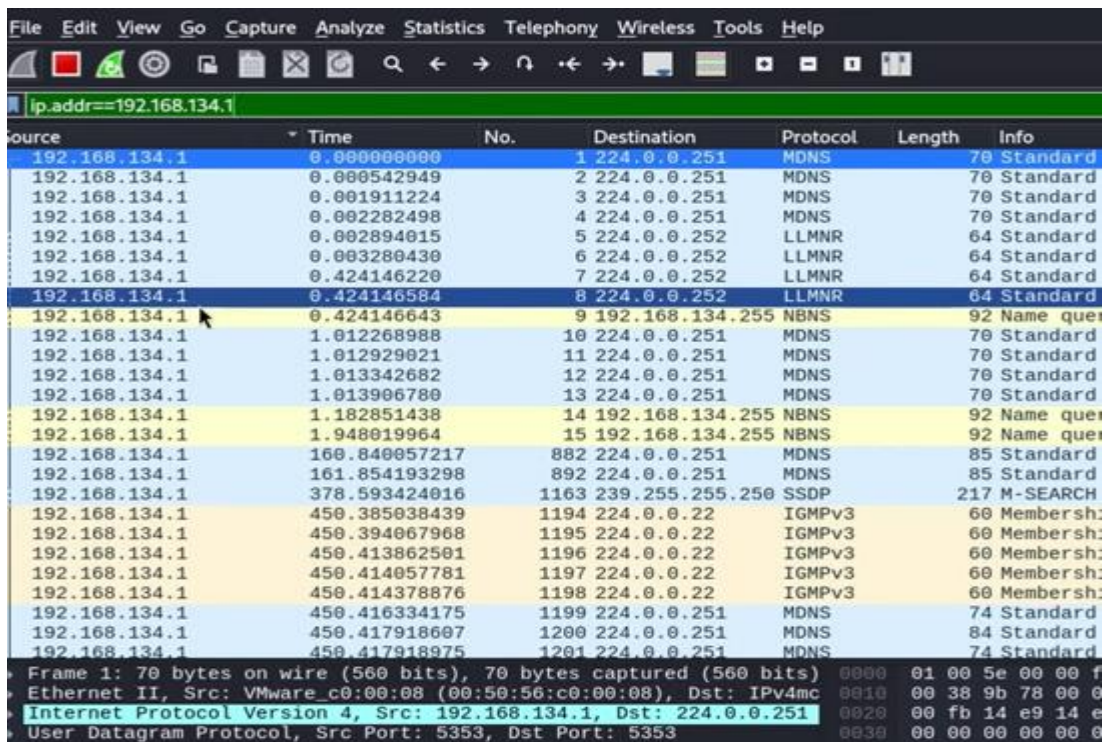 File Edit View Go Capture Analyze Statistics Telephony Wireless Tools Help
ip.addr==192.168.134.1
Source Time No. Destination Protocol Length Info
192.168.134.1 0.000000000 1 224.0.0.251 MDNS 70 Standard
192.168.134.1 0.000542949 2 224.0.0.251 MDNS 70 Standard
192.168.134.1 0.001911224 3 224.0.0.251 MDNS 70 Standard
192.168.134.1 0.002282498 4 224.0.0.251 MDNS 70 Standard
192.168.134.1 0.002894015 5 224.0.0.252 LLMNR 64 Standard
192.168.134.1 0.003280430 6 224.0.0.252 LLMNR 64 Standard
192.168.134.1 0.424146220 7 224.0.0.252 LLMNR 64 Standard
192.168.134.1 0.424146584 8 224.0.0.252 LLMNR 64 Standard
192.168.134.1 0.424146643 9 192.168.134.255 NBNS 92 Name quer
192.168.134.1 1.012268988 10 224.0.0.251 MDNS 70 Standard
192.168.134.1 1.012929021 11 224.0.0.251 MDNS 70 Standard
192.168.134.1 1.013342682 12 224.0.0.251 MDNS 70 Standard
192.168.134.1 1.013906780 13 224.0.0.251 MDNS 70 Standard
192.168.134.1 1.182851438 14 192.168.134.255 NBNS 92 Name quer
192.168.134.1 1.948019964 15 192.168.134.255 NBNS 92 Name quer
192.168.134.1 160.840057217 882 224.0.0.251 MDNS 85 Standard
192.168.134.1 161.854193298 892 224.0.0.251 MDNS 85 Standard
192.168.134.1 378.593424016 1163 239.255.255.250 SSDP 217 M-SEARCH
192.168.134.1 450.385038439 1194 224.0.0.22 IGMPv3 60 Membershi
192.168.134.1 450.394067968 1195 224.0.0.22 IGMPv3 60 Membershi
192.168.134.1 450.413862501 1196 224.0.0.22 IGMPv3 60 Membershi
192.168.134.1 450.414057781 1197 224.0.0.22 IGMPv3 60 Membershi
192.168.134.1 450.414378876 1198 224.0.0.22 IGMPv3 60 Membershi
192.168.134.1 450.416334175 1199 224.0.0.251 MDNS 74 Standard
192.168.134.1 450.417918607 1200 224.0.0.251 MDNS 84 Standard
192.168.134.1 450.417918975 1201 224.0.0.251 MDNS 74 Standard
Frame 1: 70 bytes on wire (560 bits), 70 bytes captured (560 bits) 0000 01 00 5e 00 00 f
Ethernet II, Src: VMware_c0:00:08 (00:50:56:c0:00:08), Dst: IPv4mc 0010 00 38 9b 78 00 0
Internet Protocol Version 4, Src: 192.168.134.1, Dst: 224.0.0.251 0020 00 fb 14 e9 14 e
User Datagram Protocol, Src Port: 5353, Dst Port: 5353 0030 00 00 00 00 00 0